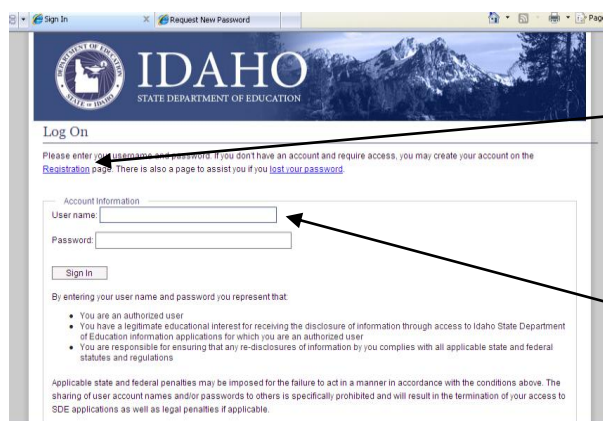 Sign In
Request New Password
Page
IDAHO
STATE DEPARTMENT OF EDUCATION
Log On
Please enter your username and password. If you don't have an account and require access, you may create your account on the
Registration page. There is also a page to assist you if you lost your password.
Account Information
User name:
Password:
Sign In
By entering your user name and password you represent that:
You are an authorized user
You have a legitimate educational interest for receiving the disclosure of information through access to Idaho State Department
of Education information applications for which you are an authorized user
You are responsible for ensuring that any re-disclosures of information by you complies with all applicable state and federal
statutes and regulations
Applicable state and federal penalties may be imposed for the failure to act in a manner in accordance with the conditions above. The
sharing of user account names and/or passwords to others is specifically prohibited and will result in the termination of your access to
SDE applications as well as legal penalties if applicable.